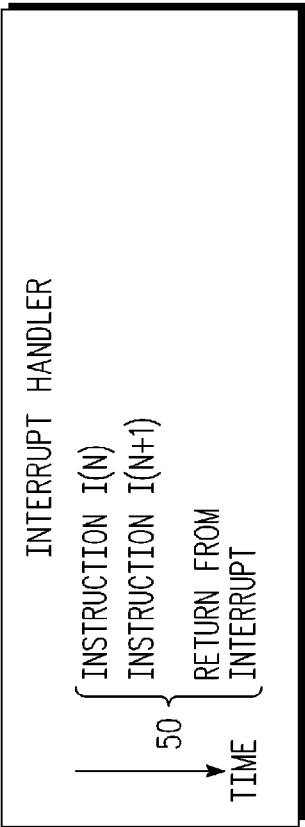 INTERRUPT HANDLER
INSTRUCTION I(N)
INSTRUCTION I(N+1)
RETURN FROM
INTERRUPT
50
TIME